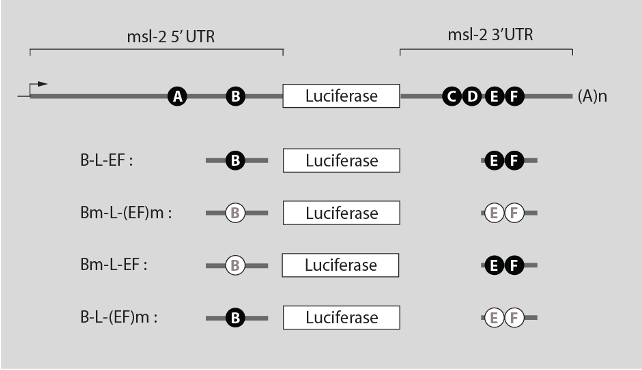 msl-2 5'UTR
msl-2 3'UTR
A B Luciferase C D E F (A)n
B-L-EF : B Luciferase E F
Bm-L-(EF)m : B Luciferase E F
Bm-L-EF : B Luciferase E F
B-L-(EF)m : B Luciferase E F